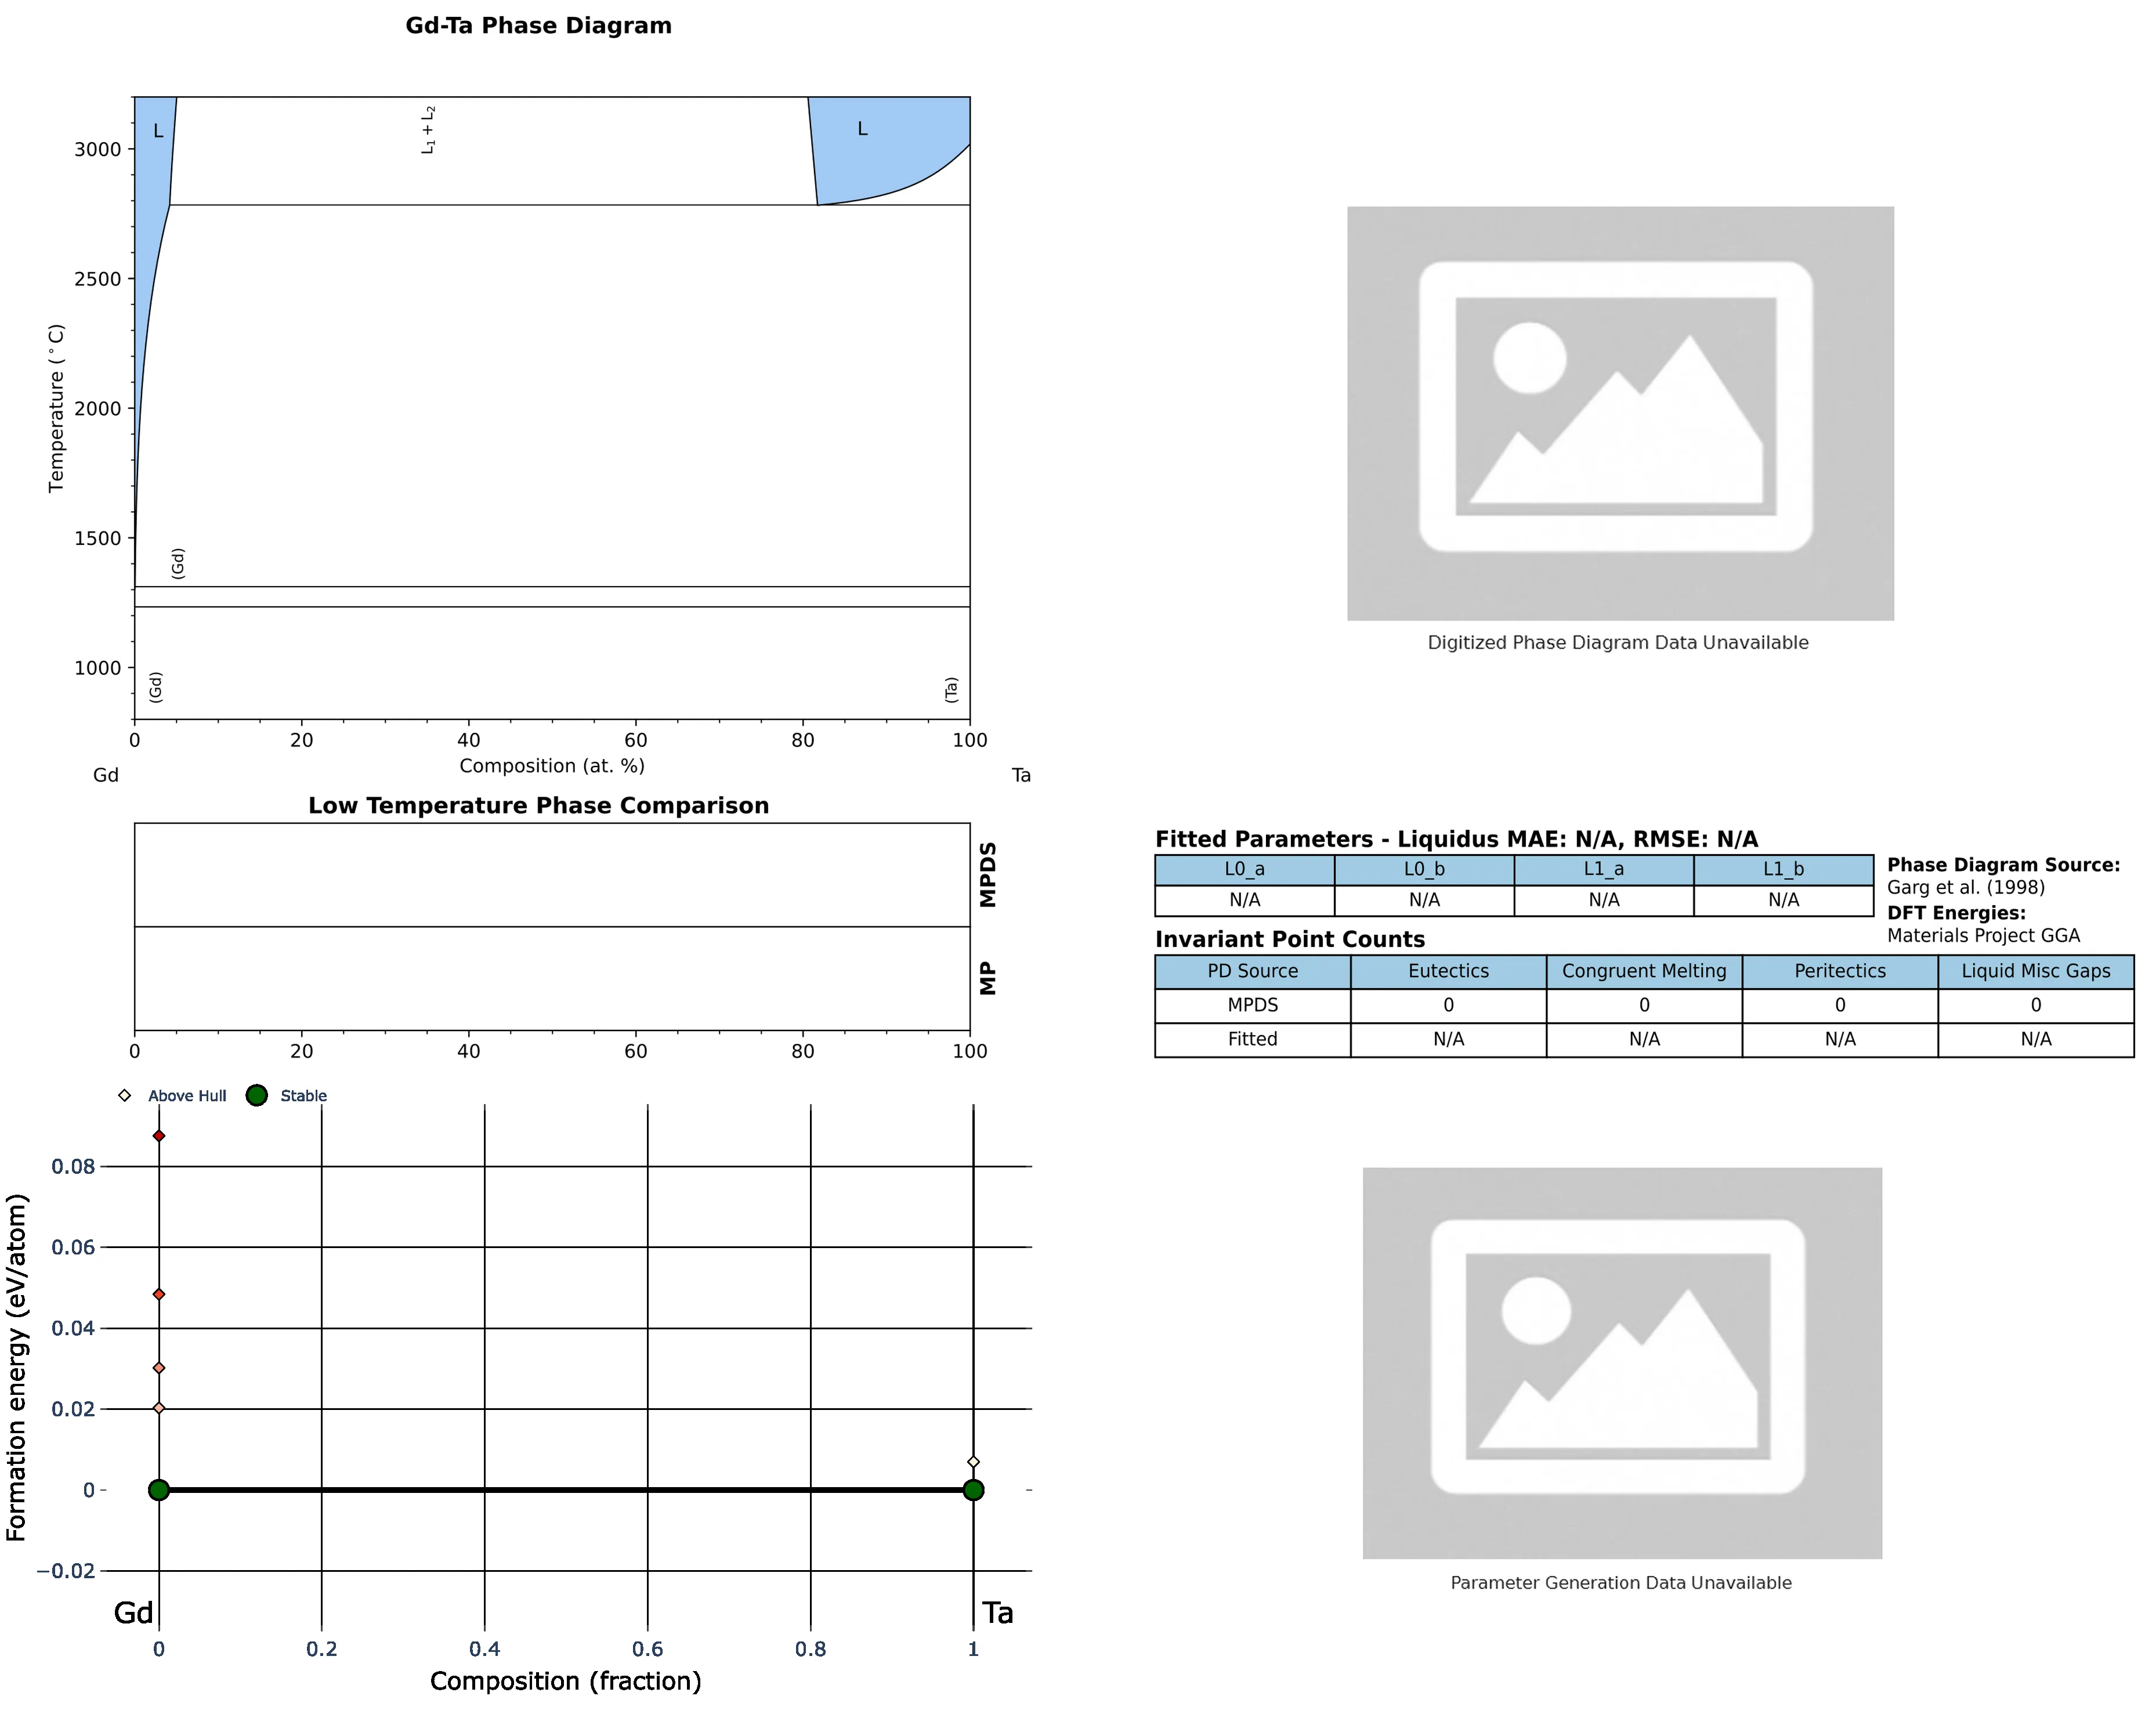 Gd-Ta Phase Diagram
L
L₁ + L₂
L
3000
2500
2000
1500
1000
Temperature (°C)
(Gd)
(Gd)
(Ta)
0 20 40 60 80 100
Composition (at. %)
Gd Ta
Digitized Phase Diagram Data Unavailable
Low Temperature Phase Comparison
MPDS
MP
0 20 40 60 80 100
Fitted Parameters - Liquidus MAE: N/A, RMSE: N/A
L0_a L0_b L1_a L1_b
N/A N/A N/A N/A
Phase Diagram Source:
Garg et al. (1998)
DFT Energies:
Materials Project GGA
Invariant Point Counts
PD Source Eutectics Congruent Melting Peritectics Liquid Misc Gaps
MPDS 0 0 0 0
Fitted N/A N/A N/A N/A
Above Hull Stable
0.08
0.06
0.04
0.02
0
−0.02
Formation energy (eV/atom)
Gd Ta
0 0.2 0.4 0.6 0.8 1
Composition (fraction)
Parameter Generation Data Unavailable